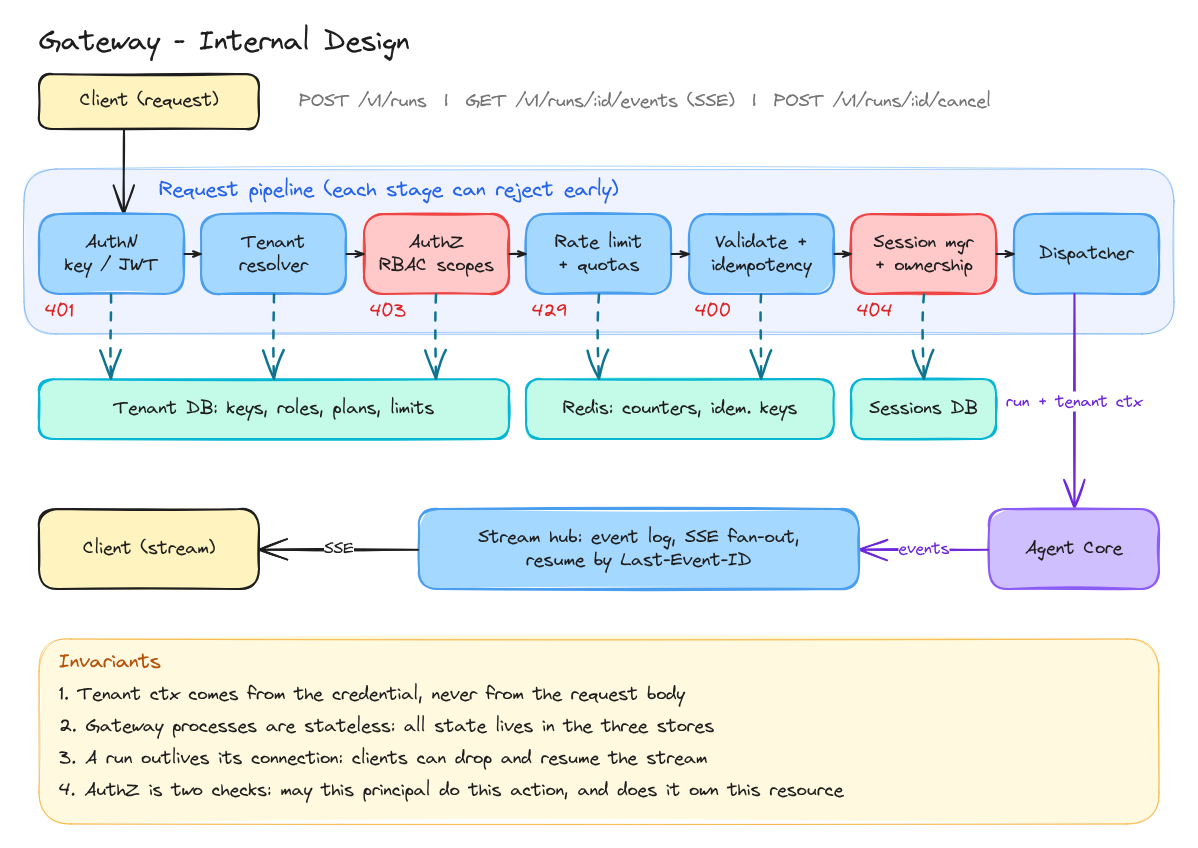 Gateway - Internal Design
Client (request)
POST /v1/runs | GET /v1/runs/:id/events (SSE) | POST /v1/runs/:id/cancel
Request pipeline (each stage can reject early)
AuthN
key / JWT
Tenant
resolver
AuthZ
RBAC scopes
Rate limit
+ quotas
Validate +
idempotency
Session mgr
+ ownership
Dispatcher
401
403
429
400
404
Tenant DB: keys, roles, plans, limits
Redis: counters, idem. keys
Sessions DB
run + tenant ctx
Client (stream)
SSE
Stream hub: event log, SSE fan-out,
resume by Last-Event-ID
events
Agent Core
Invariants
1. Tenant ctx comes from the credential, never from the request body
2. Gateway processes are stateless: all state lives in the three stores
3. A run outlives its connection: clients can drop and resume the stream
4. AuthZ is two checks: may this principal do this action, and does it own this resource